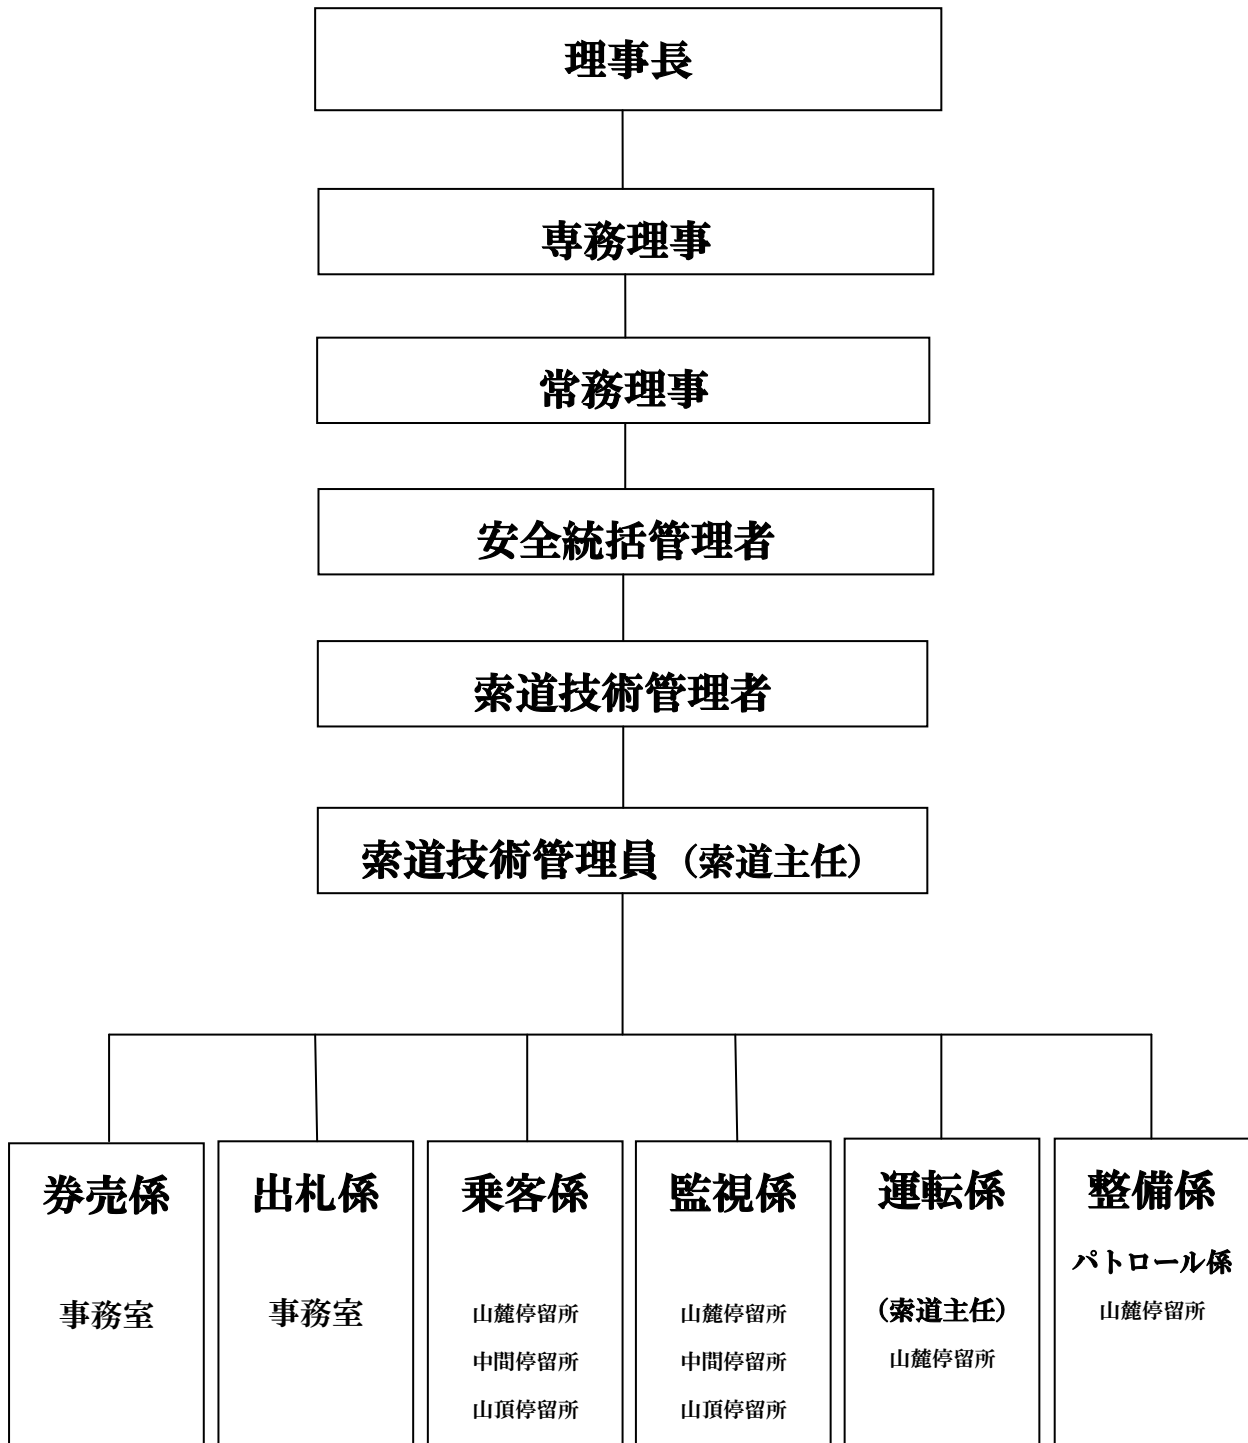 理事長
専務理事
常務理事
安全統括管理者
索道技術管理者
索道技術管理員（索道主任）
券売係
事務室
出札係
事務室
乗客係
山麓停留所
中間停留所
山頂停留所
監視係
山麓停留所
中間停留所
山頂停留所
運転係
（索道主任）
山麓停留所
整備係
パトロール係
山麓停留所